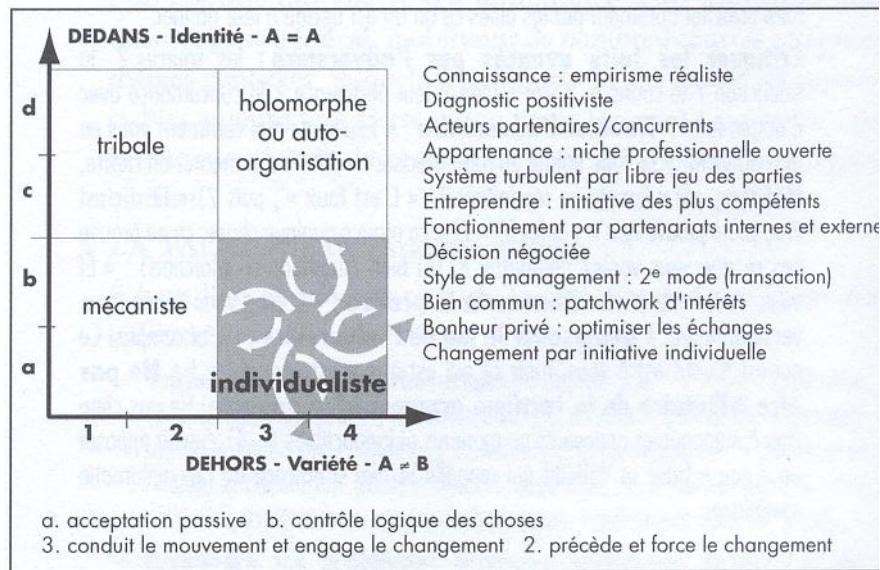 DEDANS - Identité - A = A
d
c
b
a
tribale
holomorphe
ou auto-
organisation
mécaniste
individualiste
1 2 3 4
DEHORS - Variété - A ≠ B
Connaissance : empirisme réaliste
Diagnostic positiviste
Acteurs partenaires/concurrents
Appartenance : niche professionnelle ouverte
Système turbulent par libre jeu des parties
Entreprendre : initiative des plus compétents
Fonctionnement par partenariats internes et externes
Décision négociée
Style de management : 2e mode (transaction)
Bien commun : patchwork d'intérêts
Bonheur privé : optimiser les échanges
Changement par initiative individuelle
a. acceptation passive b. contrôle logique des choses
3. conduit le mouvement et engage le changement 2. précède et force le changement